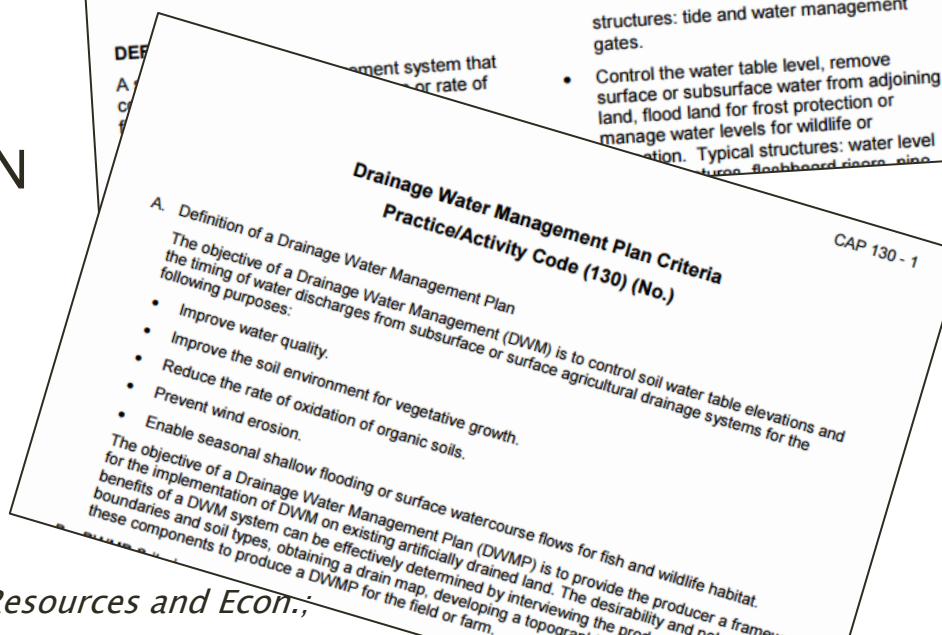 structures: tide and water management
gates.
• Control the water table level, remove
surface or subsurface water from adjoining
land, flood land for frost protection or
manage water levels for wildlife or
Typical structures: water level
ement system that
or rate of
N
CAP 130 - 1
Drainage Water Management Plan Criteria
Practice/Activity Code (130) (No.)
A. Definition of a Drainage Water Management Plan
The objective of a Drainage Water Management (DWM) is to control soil water table elevations and
the timing of water discharges from subsurface or surface agricultural drainage systems for the
following purposes:
• Improve water quality.
• Improve the soil environment for vegetative growth.
• Reduce the rate of oxidation of organic soils.
• Prevent wind erosion.
• Enable seasonal shallow flooding or surface watercourse flows for fish and wildlife habitat.
The objective of a Drainage Water Management Plan (DWMP) is to provide the producer a framew
for the implementation of DWM on existing artificially drained land. The desirability and
benefits of a DWM system can be effectively determined by interviewing the
boundaries and soil types, obtaining a drain map, developing a
these components to produce a DWMP for the field or farm.
Resources and Econ.;